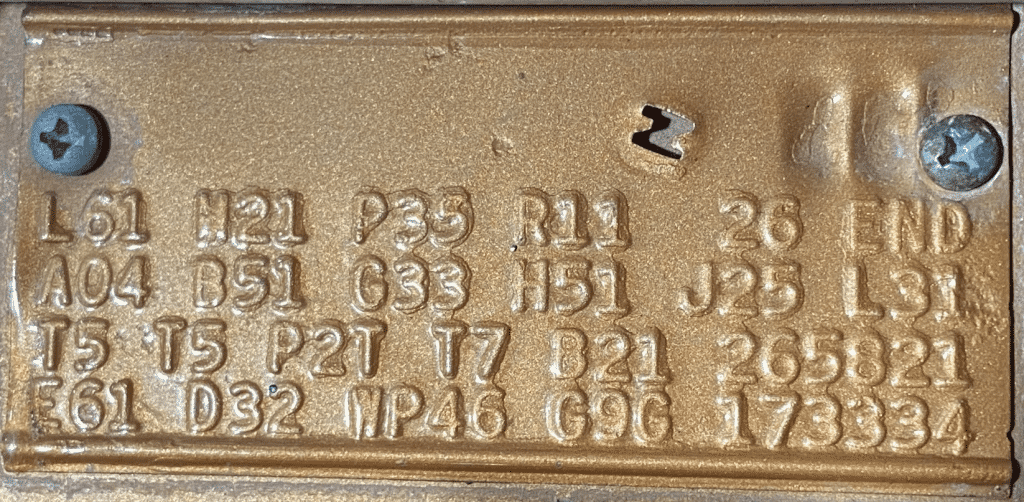 L61 M21 P35 R11 26 END
A04 B51 G33 H51 J25 L31
T5 T5 P2T T7 B21 265821
E61 D32 WP46 G9G 173334